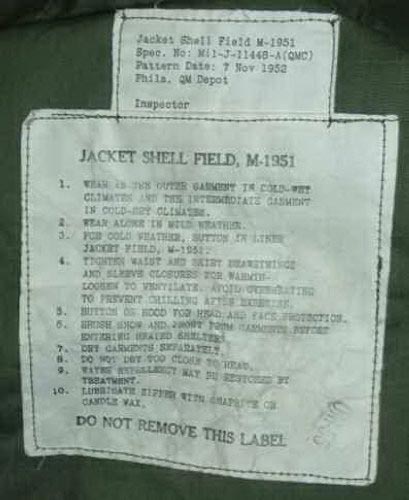 Jacket Shell Field M-1951
Spec. No: Mil-J-11448-A(QMC)
Pattern Date: 7 Nov 1952
Phila. QM Depot
Inspector
JACKET SHELL FIELD, M-1951
1. WEAR AS THE OUTER GARMENT IN COLD-WET
CLIMATES AND THE INTERMEDIATE GARMENT
IN COLD-DRY CLIMATES.
2. WEAR ALONE IN MILD WEATHER.
3. FOR COLD WEATHER, BUTTON IN LINER
JACKET FIELD, M-1951.
4. TIGHTEN WAIST AND SKIRT DRAWSTRINGS
AND SLEEVE CLOSURES FOR WARMTH-
LOOSEN TO VENTILATE. AVOID OVERHEATING
TO PREVENT CHILLING AFTER EXERCISE.
5. BUTTON ON HOOD FOR HEAD AND FACE PROTECTION.
6. BRUSH SNOW AND FROST FROM GARMENTS BEFORE
ENTERING HEATED SHELTER.
7. DRY GARMENTS SEPARATELY.
8. DO NOT DRY TOO CLOSE TO HEAT.
9. WATER REPELLENCY MAY BE RESTORED BY
TREATMENT.
10. LUBRICATE ZIPPER WITH GRAPHITE OR
CANDLE WAX.
DO NOT REMOVE THIS LABEL